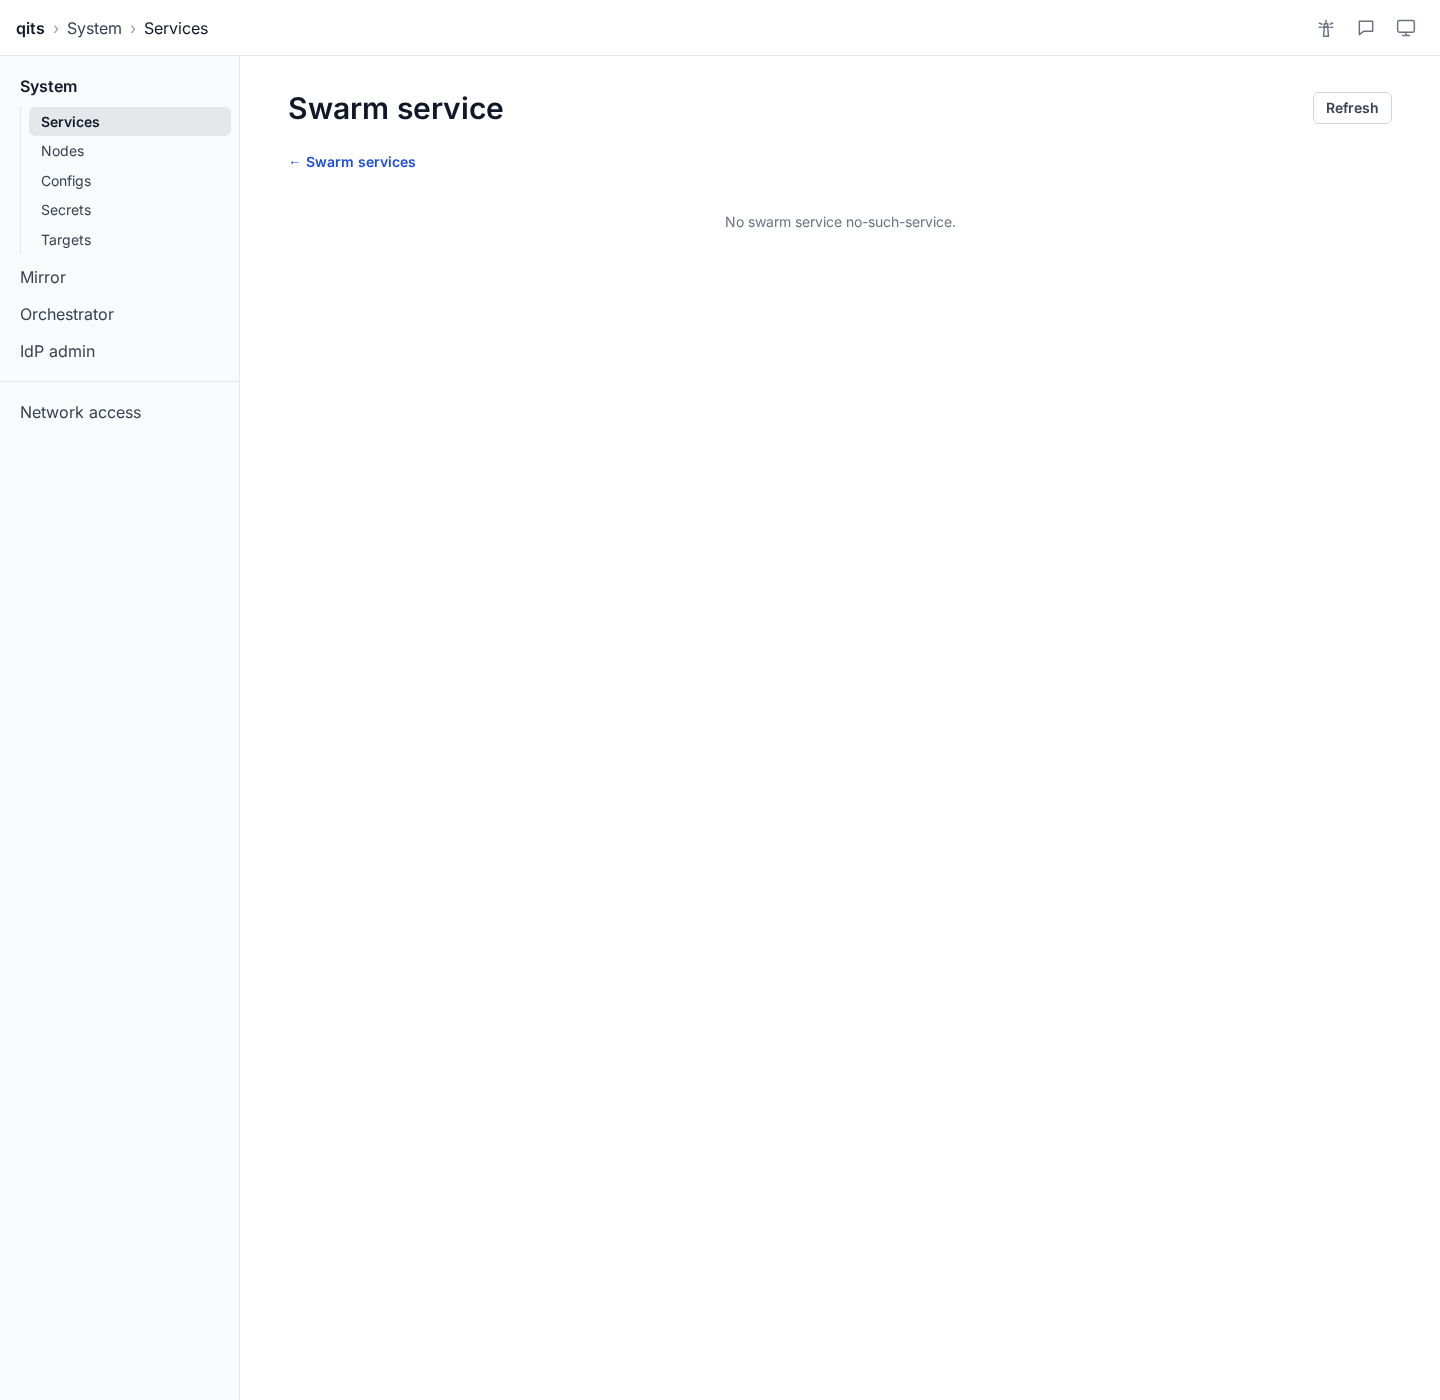 qits › System › Services
System
Services
Nodes
Configs
Secrets
Targets
Mirror
Orchestrator
IdP admin
Network access
Swarm service
Refresh
← Swarm services
No swarm service no-such-service.